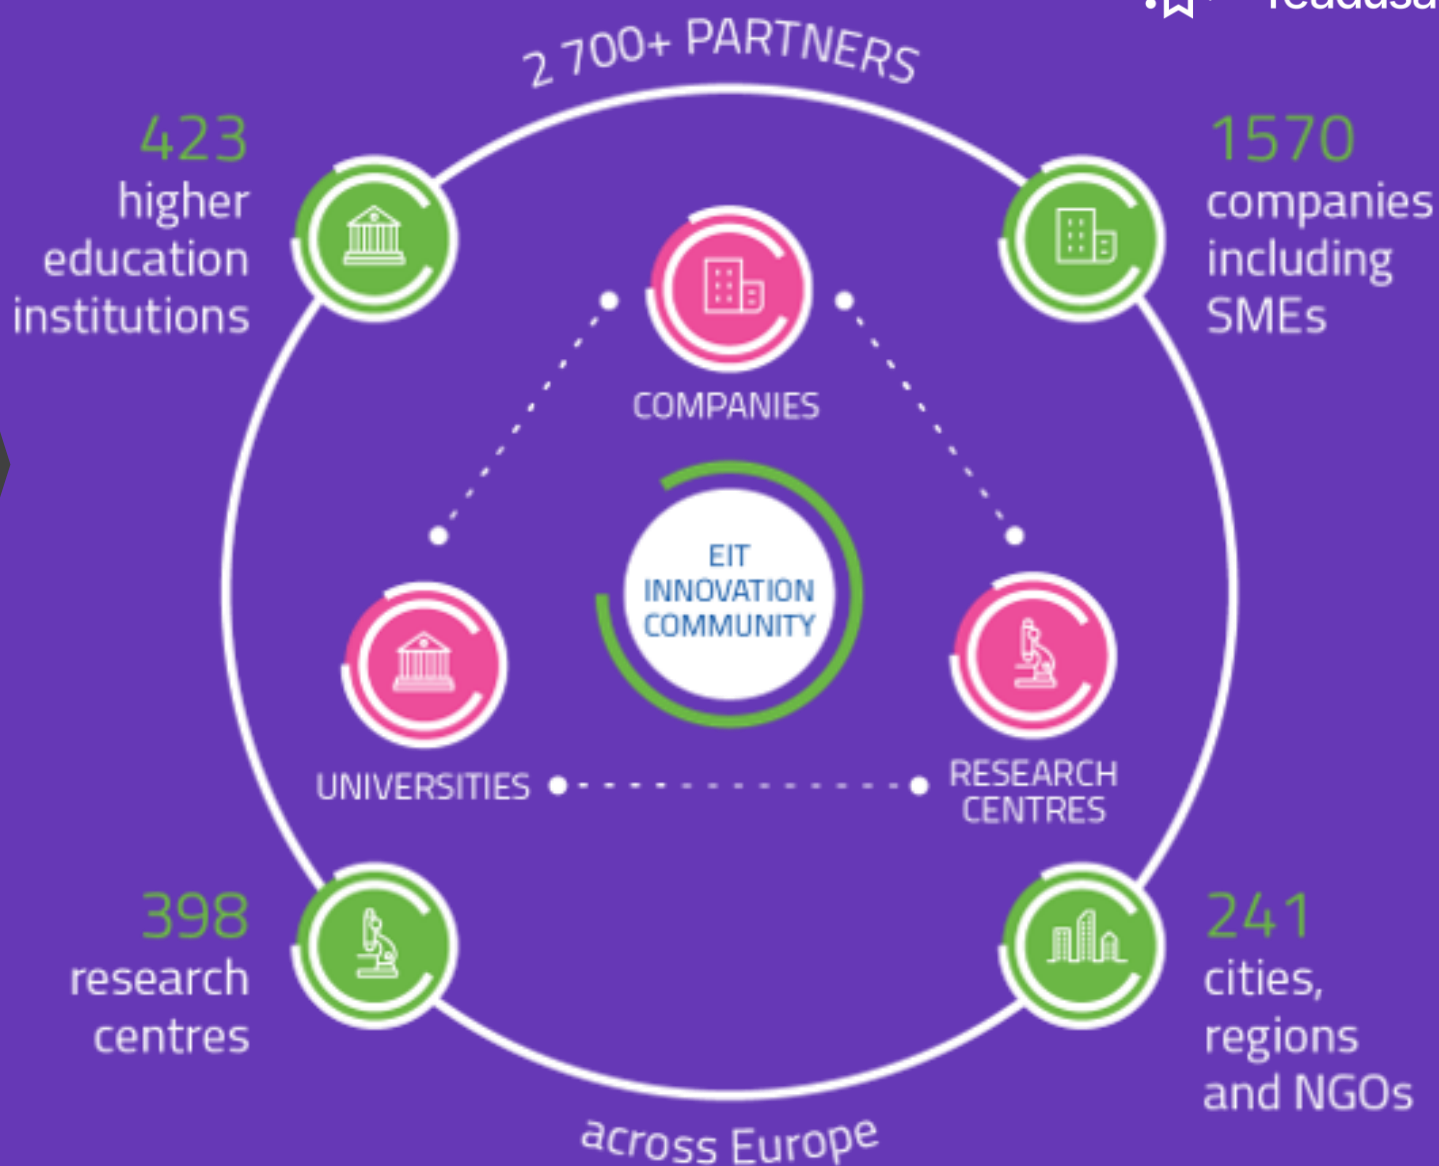 2 700+ PARTNERS
423
higher
education
institutions
1570
companies
including
SMEs
COMPANIES
EIT
INNOVATION
COMMUNITY
UNIVERSITIES
RESEARCH
CENTRES
398
research
centres
241
cities,
regions
and NGOs
across Europe